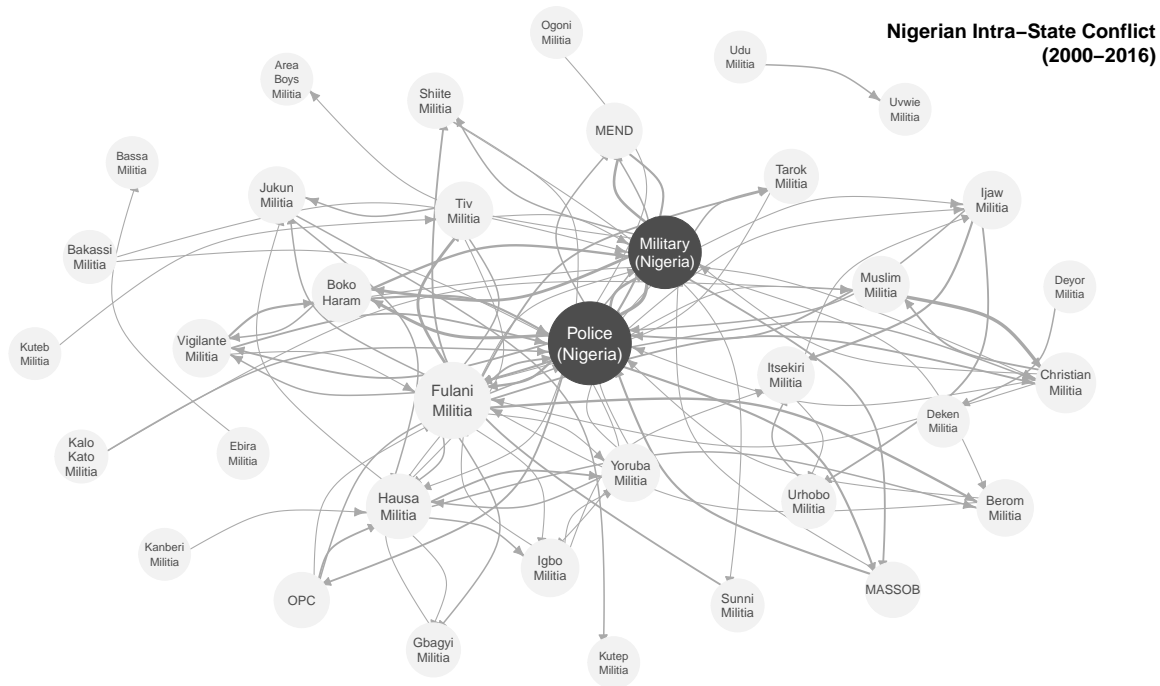 Nigerian Intra−State Conflict
(2000−2016)
Ogoni
Militia
Udu
Militia
Area
Boys
Militia
Shiite
Militia
Uvwie
Militia
MEND
Bassa
Militia
Tarok
Militia
Jukun
Militia
Ijaw
Militia
Tiv
Militia
Bakassi
Militia
Military
(Nigeria)
Boko
Haram
Muslim
Militia
Deyor
Militia
Kuteb
Militia
Vigilante
Militia
Police
(Nigeria)
Itsekiri
Militia
Christian
Militia
Fulani
Militia
Deken
Militia
Kalo
Kato
Militia
Ebira
Militia
Yoruba
Militia
Hausa
Militia
Urhobo
Militia
Berom
Militia
Kanberi
Militia
Igbo
Militia
MASSOB
OPC
Sunni
Militia
Gbagyi
Militia
Kutep
Militia